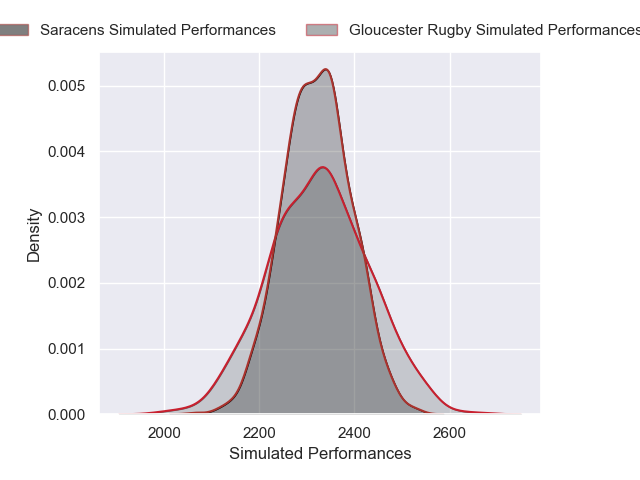 Saracens Simulated Performances
Gloucester Rugby Simulated Performances
0.005
0.004
0.003
0.002
0.001
0.000
Density
2000
2200
2400
2600
Simulated Performances